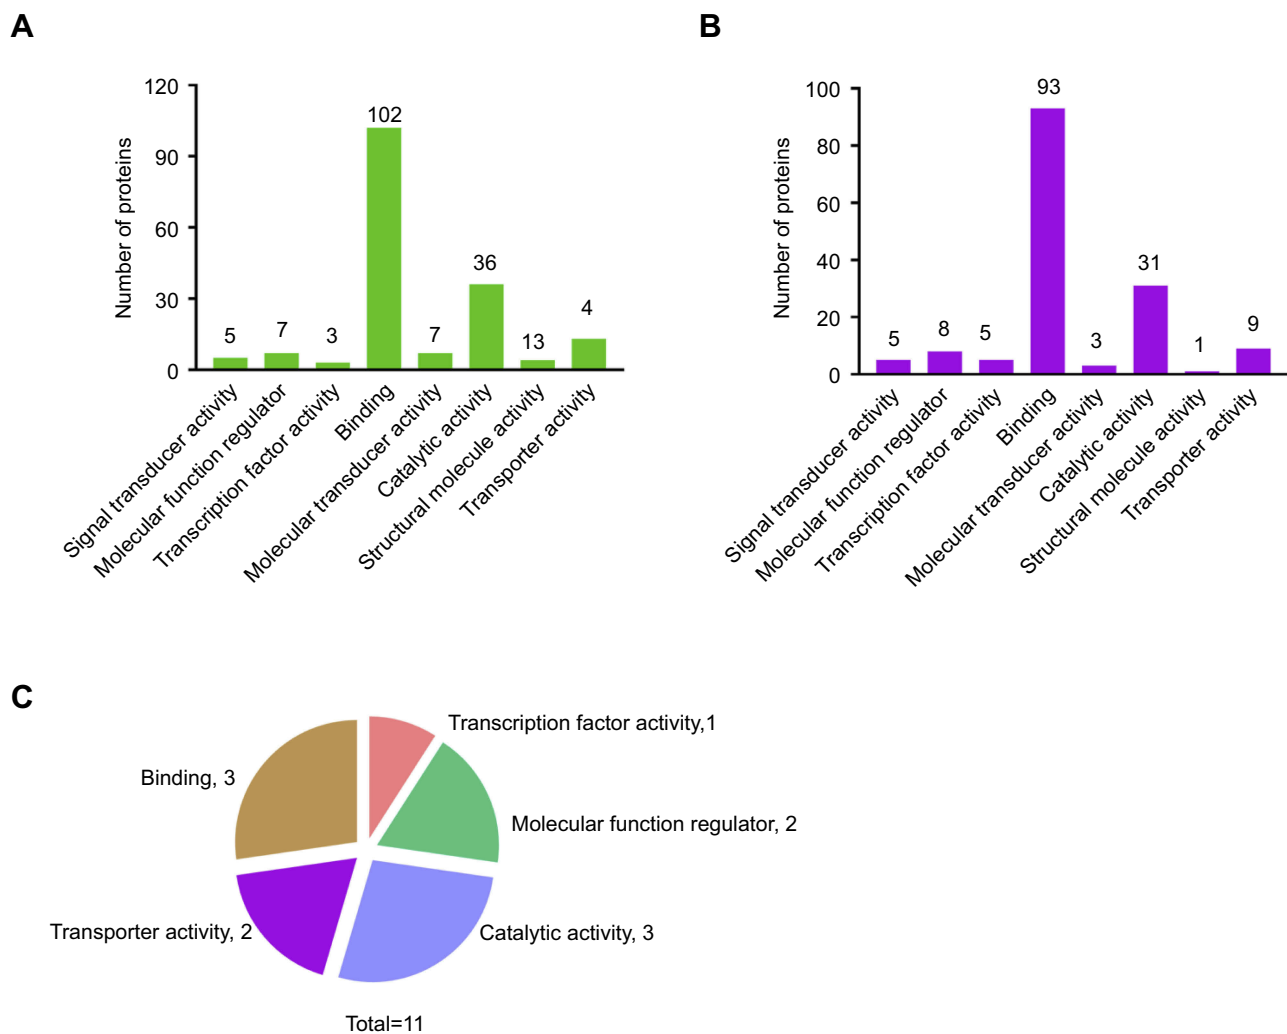 A
Number of proteins
120
90
60
30
0
5
7
3
102
7
36
13
4
Signal transducer activity
Molecular function regulator
Transcription factor activity
Binding
Molecular transducer activity
Catalytic activity
Structural molecule activity
Transporter activity
B
Number of proteins
100
80
60
40
20
0
5
8
5
93
3
31
1
9
Signal transducer activity
Molecular function regulator
Transcription factor activity
Binding
Molecular transducer activity
Catalytic activity
Structural molecule activity
Transporter activity
C
Transcription factor activity,1
Binding, 3
Molecular function regulator, 2
Transporter activity, 2
Catalytic activity, 3
Total=11